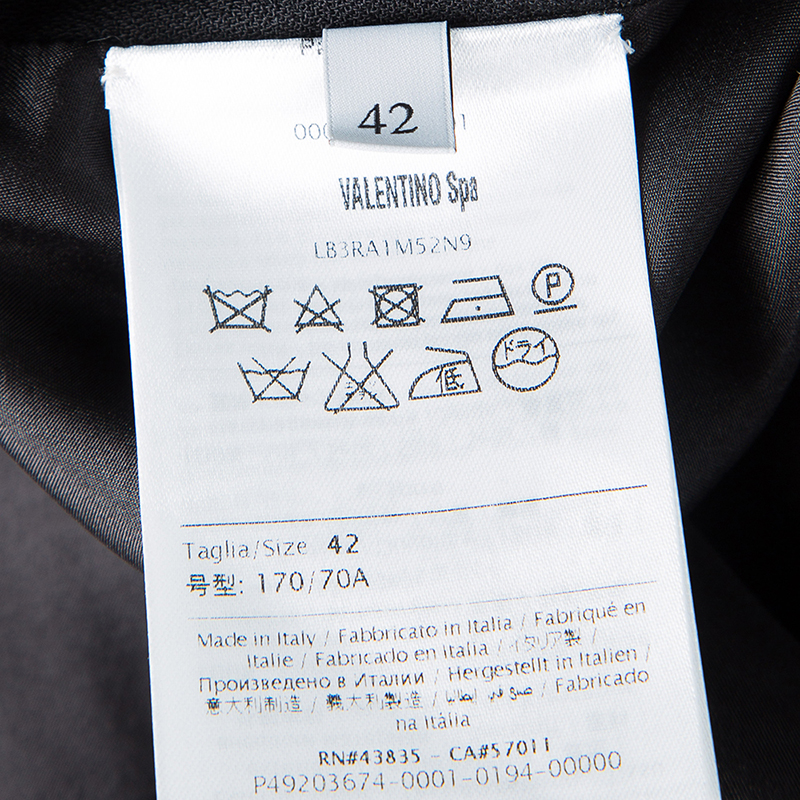 42
VALENTINO Spa
LB3RA1M52N9
P
低 ドライ
Taglia/Size 42
号型: 170/70A
Made in Italy / Fabbricato in Italia / Fabriqué en
Italie / Fabricado en Italia / イタリア製 /
Произведено в Италии / Hergestellt in Italien /
意大利制造 / 義大利製造 / صنع في إيطاليا / Fabricado
na Itália
RN#43835 - CA#57011
P49203674-0001-0194-00000